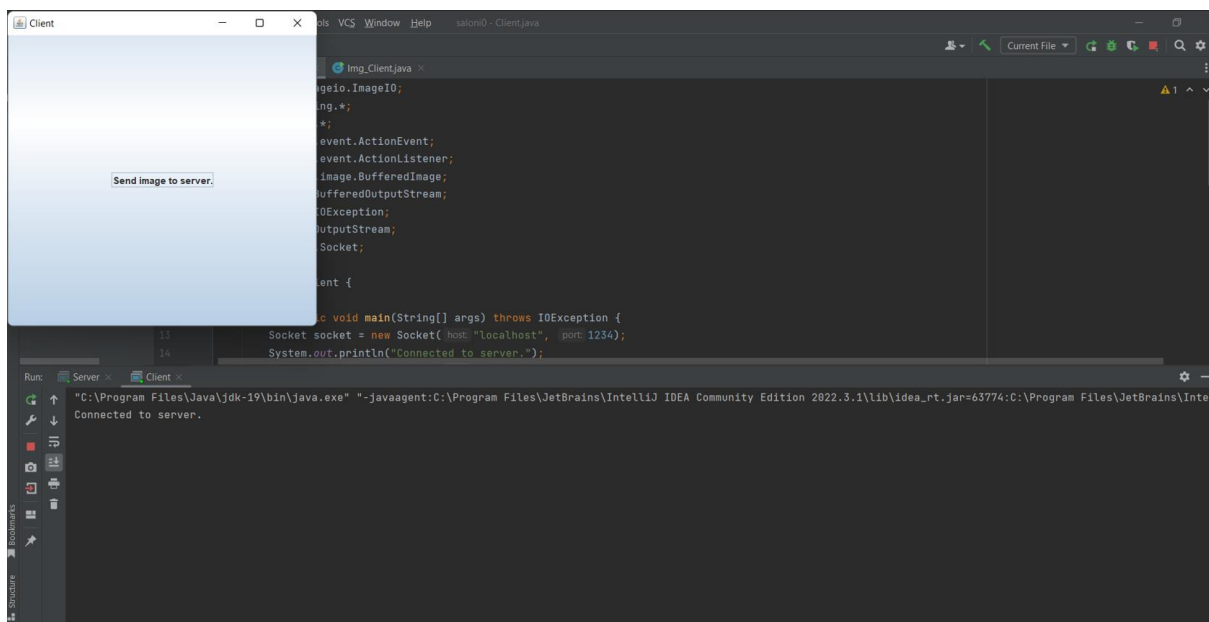 Client
ols VCS Window Help saloni0 - Client.java
Current File
Img_Client.java
ageio.ImageIO;
ing.*;
.*;
.event.ActionEvent;
.event.ActionListener;
.image.BufferedImage;
BufferedOutputStream;
IOException;
OutputStream;
.Socket;
Send image to server.
ient {
ic void main(String[] args) throws IOException {
13 Socket socket = new Socket( host: "localhost", port: 1234);
14 System.out.println("Connected to server.");
1
Run: Server Client
"C:\Program Files\Java\jdk-19\bin\java.exe" "-javaagent:C:\Program Files\JetBrains\IntelliJ IDEA Community Edition 2022.3.1\lib\idea_rt.jar=63774:C:\Program Files\JetBrains\Inte
Connected to server.
Bookmarks
Structure